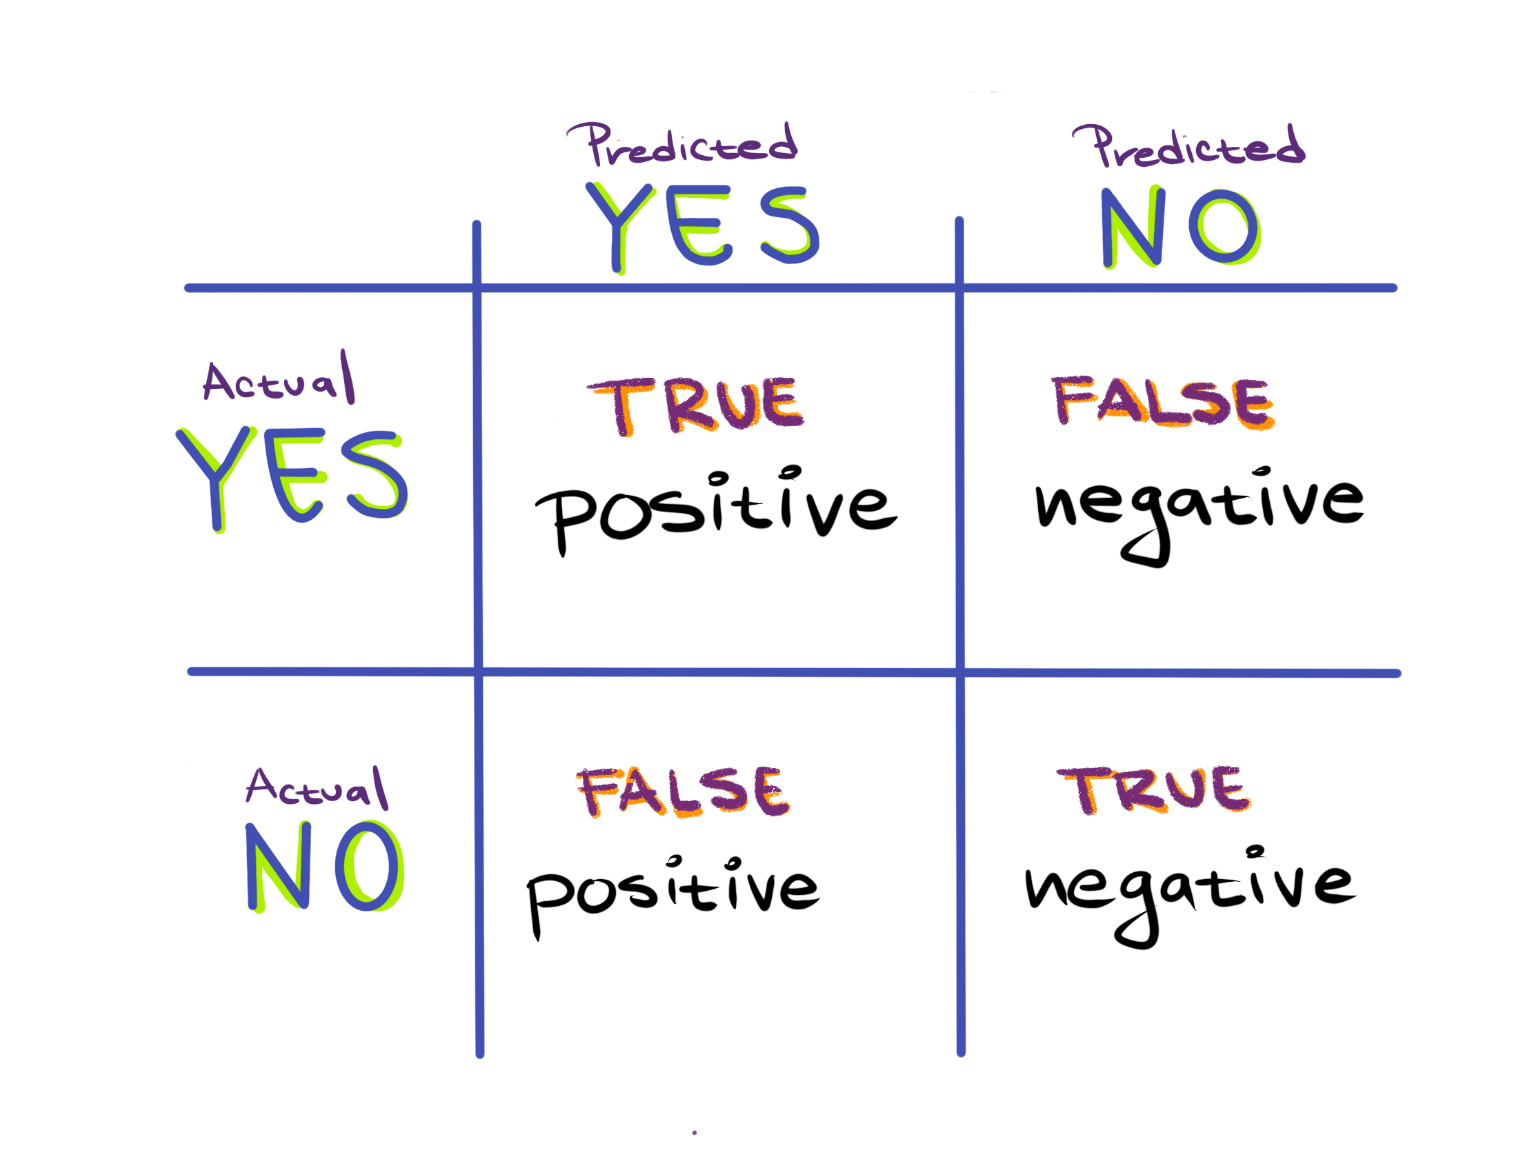 Predicted
YES
Predicted
NO
Actual
YES
TRUE
positive
FALSE
negative
Actual
NO
FALSE
positive
TRUE
negative